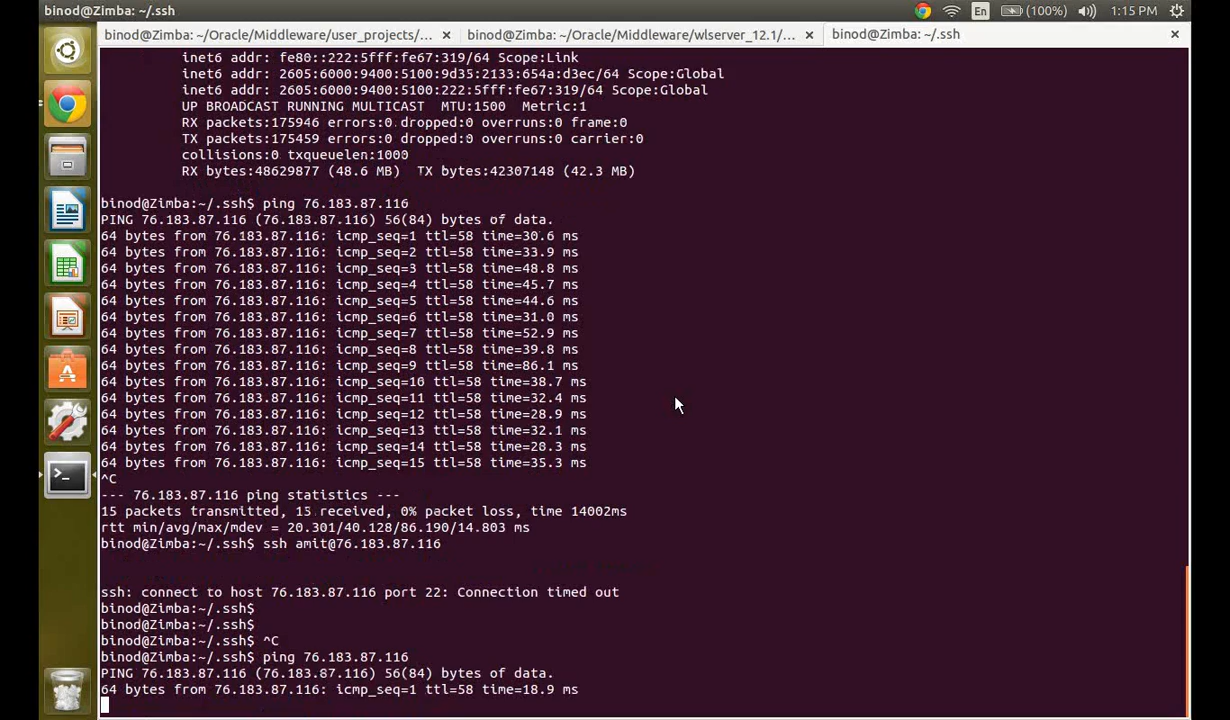 binod@Zimba: ~/.ssh
En (100%) 1:15 PM
binod@Zimba: ~/Oracle/Middleware/user_projects/... × binod@Zimba: ~/Oracle/Middleware/wlserver_12.1/... × binod@Zimba: ~/.ssh ×
inet6 addr: fe80::222:5fff:fe67:319/64 Scope:Link
inet6 addr: 2605:6000:9400:5100:9d35:2133:654a:d3ec/64 Scope:Global
inet6 addr: 2605:6000:9400:5100:222:5fff:fe67:319/64 Scope:Global
UP BROADCAST RUNNING MULTICAST  MTU:1500  Metric:1
RX packets:175946 errors:0 dropped:0 overruns:0 frame:0
TX packets:175459 errors:0 dropped:0 overruns:0 carrier:0
collisions:0 txqueuelen:1000
RX bytes:48629877 (48.6 MB)  TX bytes:42307148 (42.3 MB)
binod@Zimba:~/.ssh$ ping 76.183.87.116
PING 76.183.87.116 (76.183.87.116) 56(84) bytes of data.
64 bytes from 76.183.87.116: icmp_seq=1 ttl=58 time=30.6 ms
64 bytes from 76.183.87.116: icmp_seq=2 ttl=58 time=33.9 ms
64 bytes from 76.183.87.116: icmp_seq=3 ttl=58 time=48.8 ms
64 bytes from 76.183.87.116: icmp_seq=4 ttl=58 time=45.7 ms
64 bytes from 76.183.87.116: icmp_seq=5 ttl=58 time=44.6 ms
64 bytes from 76.183.87.116: icmp_seq=6 ttl=58 time=31.0 ms
64 bytes from 76.183.87.116: icmp_seq=7 ttl=58 time=52.9 ms
64 bytes from 76.183.87.116: icmp_seq=8 ttl=58 time=39.8 ms
64 bytes from 76.183.87.116: icmp_seq=9 ttl=58 time=86.1 ms
64 bytes from 76.183.87.116: icmp_seq=10 ttl=58 time=38.7 ms
64 bytes from 76.183.87.116: icmp_seq=11 ttl=58 time=32.4 ms
64 bytes from 76.183.87.116: icmp_seq=12 ttl=58 time=28.9 ms
64 bytes from 76.183.87.116: icmp_seq=13 ttl=58 time=32.1 ms
64 bytes from 76.183.87.116: icmp_seq=14 ttl=58 time=28.3 ms
64 bytes from 76.183.87.116: icmp_seq=15 ttl=58 time=35.3 ms
^C
--- 76.183.87.116 ping statistics ---
15 packets transmitted, 15 received, 0% packet loss, time 14002ms
rtt min/avg/max/mdev = 20.301/40.128/86.190/14.803 ms
binod@Zimba:~/.ssh$ ssh amit@76.183.87.116
ssh: connect to host 76.183.87.116 port 22: Connection timed out
binod@Zimba:~/.ssh$
binod@Zimba:~/.ssh$
binod@Zimba:~/.ssh$ ^C
binod@Zimba:~/.ssh$ ping 76.183.87.116
PING 76.183.87.116 (76.183.87.116) 56(84) bytes of data.
64 bytes from 76.183.87.116: icmp_seq=1 ttl=58 time=18.9 ms